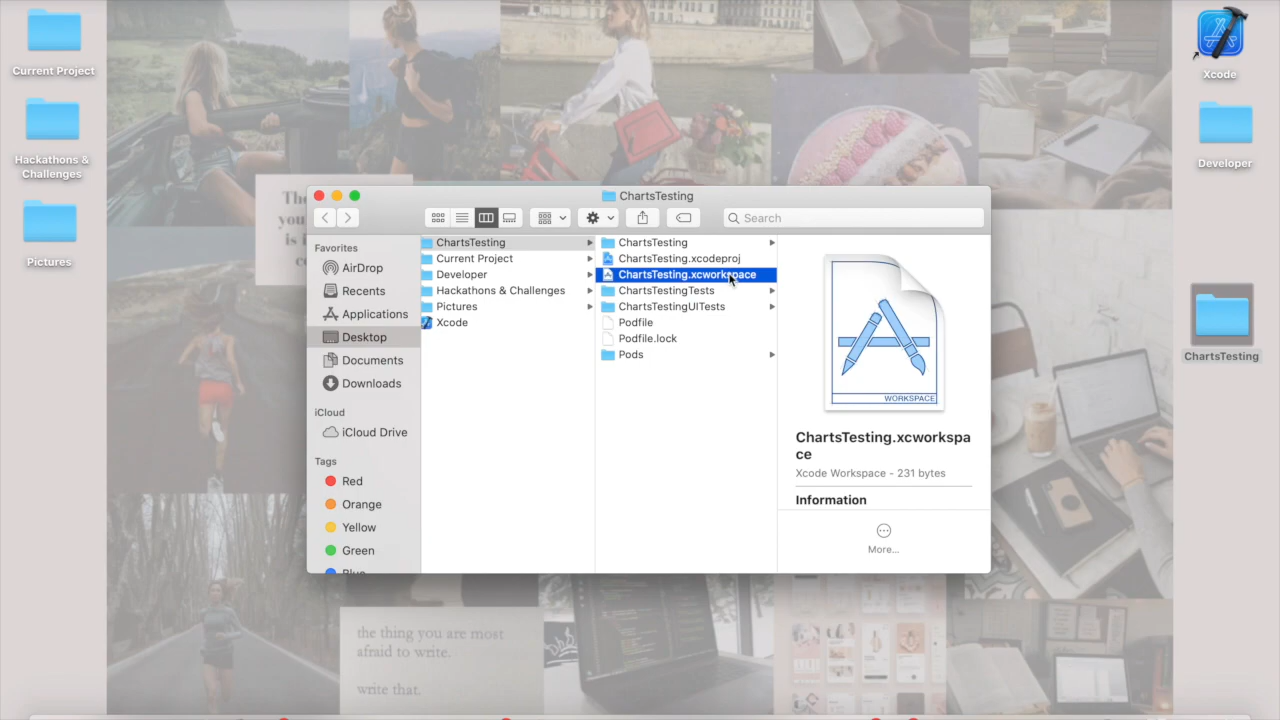 Current Project
Hackathons &
Challenges
Pictures
Xcode
Developer
ChartsTesting
ChartsTesting
Search
Favorites
AirDrop
Recents
Applications
Desktop
Documents
Downloads
iCloud
iCloud Drive
Tags
Red
Orange
Yellow
Green
Blue
ChartsTesting
Current Project
Developer
Hackathons & Challenges
Pictures
Xcode
ChartsTesting
ChartsTesting.xcodeproj
ChartsTesting.xcworkspace
ChartsTestingTests
ChartsTestingUITests
Podfile
Podfile.lock
Pods
WORKSPACE
ChartsTesting.xcworkspa
ce
Xcode Workspace - 231 bytes
Information
More...
the thing you are most
afraid to write.
write that.